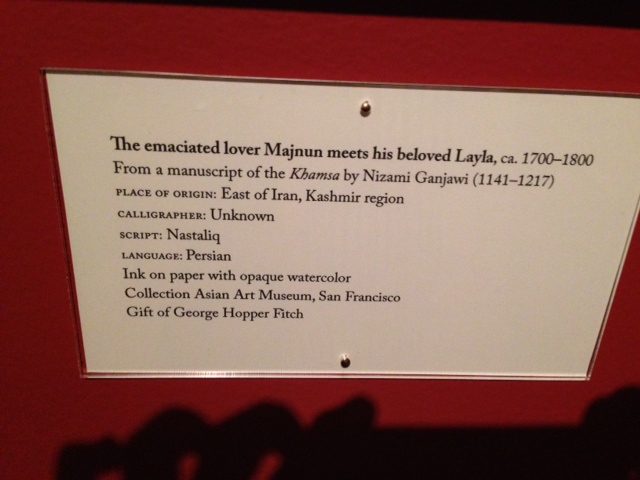 The emaciated lover Majnun meets his beloved Layla, ca. 1700–1800
From a manuscript of the Khamsa by Nizami Ganjawi (1141–1217)
PLACE OF ORIGIN: East of Iran, Kashmir region
CALLIGRAPHER: Unknown
SCRIPT: Nastaliq
LANGUAGE: Persian
Ink on paper with opaque watercolor
Collection Asian Art Museum, San Francisco
Gift of George Hopper Fitch